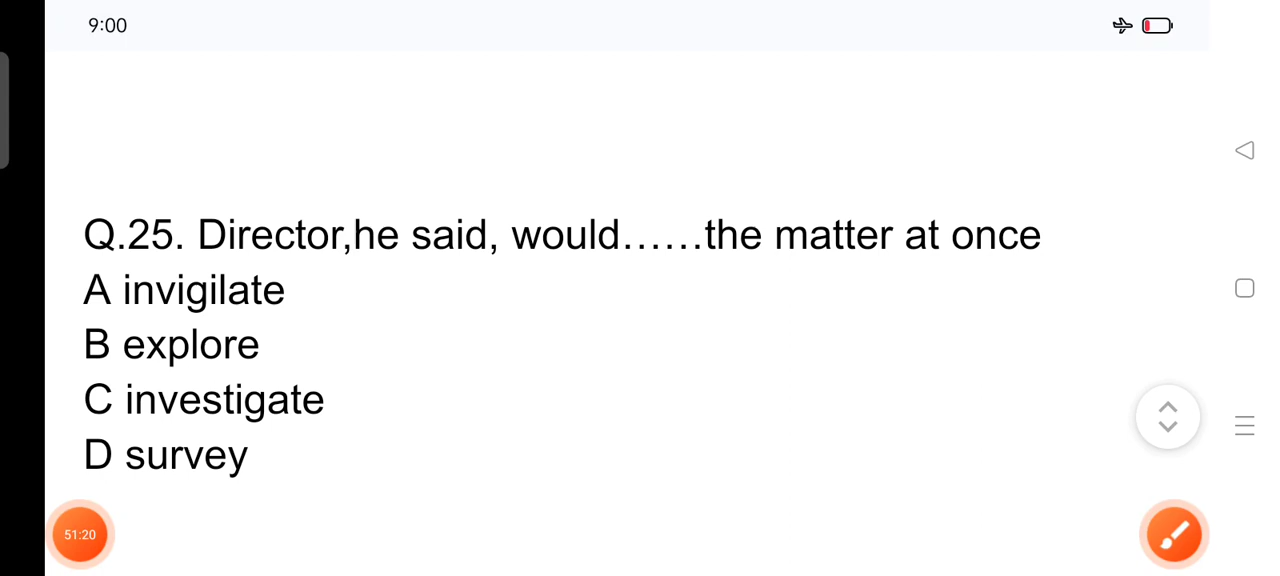 9:00
Q.25. Director,he said, would......the matter at once
A invigilate
B explore
C investigate
D survey
51:20